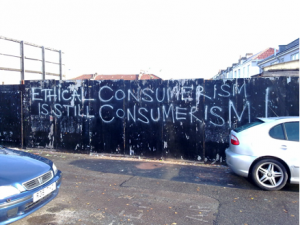 ETHICAL CONSUMERISM
IS STILL CONSUMERISM!